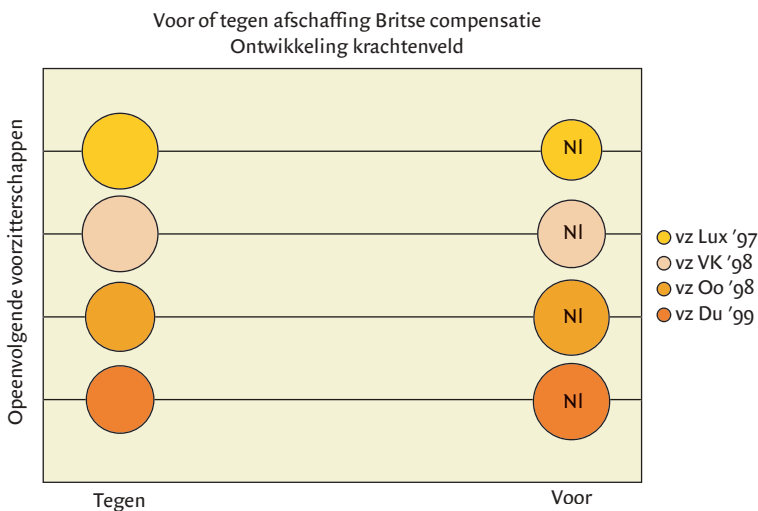 Voor of tegen afschaffing Britse compensatie
Ontwikkeling krachtenveld
Opeenvolgende voorzitterschappen
Nl
Nl
Nl
Nl
vz Lux ’97
vz VK ’98
vz Oo ’98
vz Du ’99
Tegen
Voor